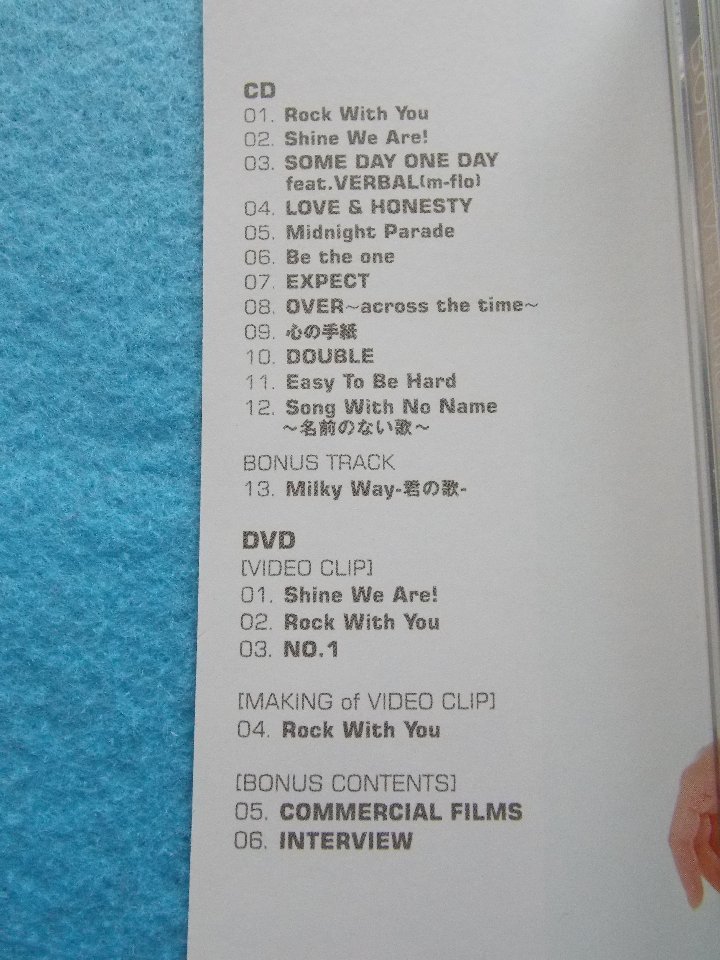 CD
01. Rock With You
02. Shine We Are!
03. SOME DAY ONE DAY
feat.VERBAL(m-flo)
04. LOVE & HONESTY
05. Midnight Parade
06. Be the one
07. EXPECT
08. OVER~across the time~
09. 心の手紙
10. DOUBLE
11. Easy To Be Hard
12. Song With No Name
~名前のない歌~
BONUS TRACK
13. Milky Way-君の歌-
DVD
[VIDEO CLIP]
01. Shine We Are!
02. Rock With You
03. NO.1
[MAKING of VIDEO CLIP]
04. Rock With You
[BONUS CONTENTS]
05. COMMERCIAL FILMS
06. INTERVIEW